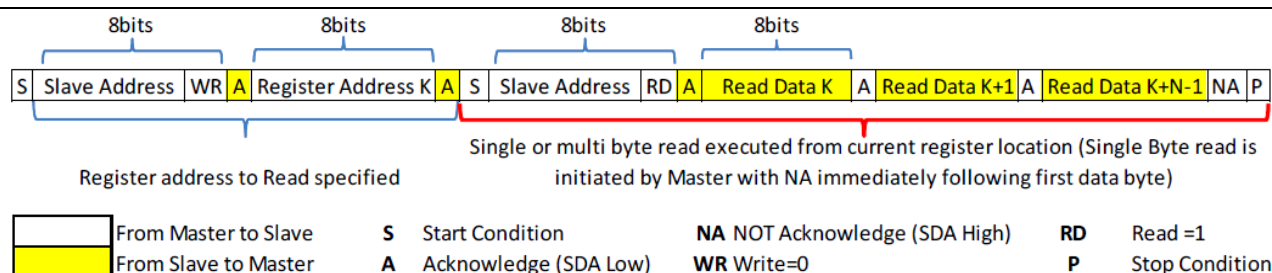 8bits 8bits 8bits 8bits
S Slave Address WR A Register Address K A S Slave Address RD A Read Data K A Read Data K+1 A Read Data K+N-1 NA P
Single or multi byte read executed from current register location (Single Byte read is
Register address to Read specified initiated by Master with NA immediately following first data byte)
From Master to Slave S Start Condition NA NOT Acknowledge (SDA High) RD Read =1
From Slave to Master A Acknowledge (SDA Low) WR Write=0 P Stop Condition